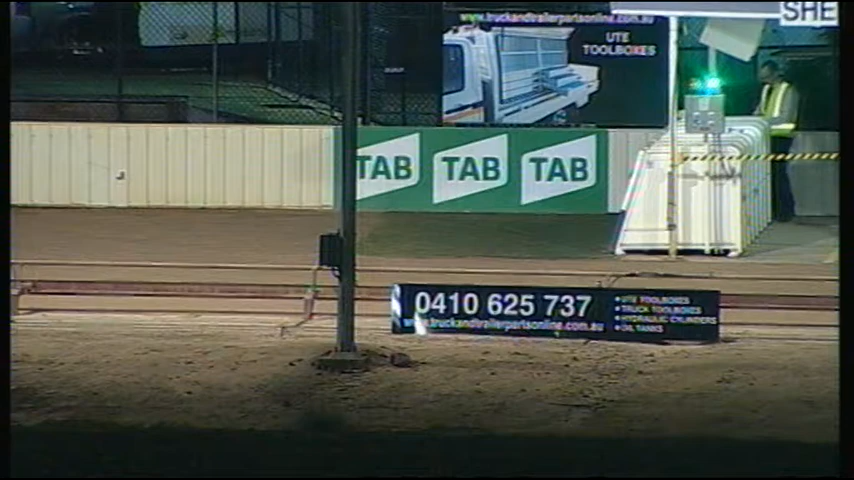 www.truckandtrailerpartsonline.com.au
SHE
UTE
TOOLBOXES
TAB TAB TAB
0410 625 737
www.truckandtrailerpartsonline.com.au
UTE TOOLBOXES
TRUCK TOOLBOXES
HYDRAULIC CYLINDERS
OIL TANKS